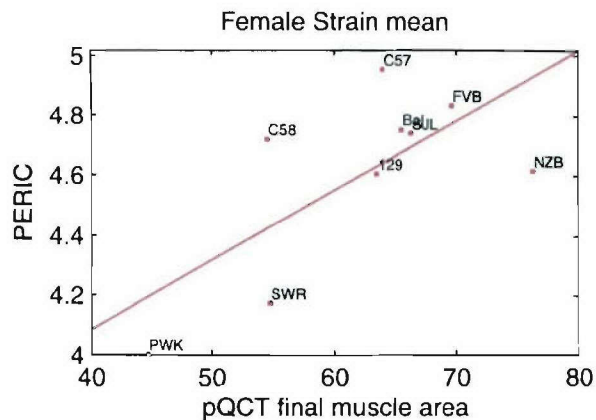 Female Strain mean
5
4.8
4.6
4.4
4.2
4
PERIC
C57
FVB
Bal
SJL
C58
129
NZB
SWR
PWK
40 50 60 70 80
pQCT final muscle area